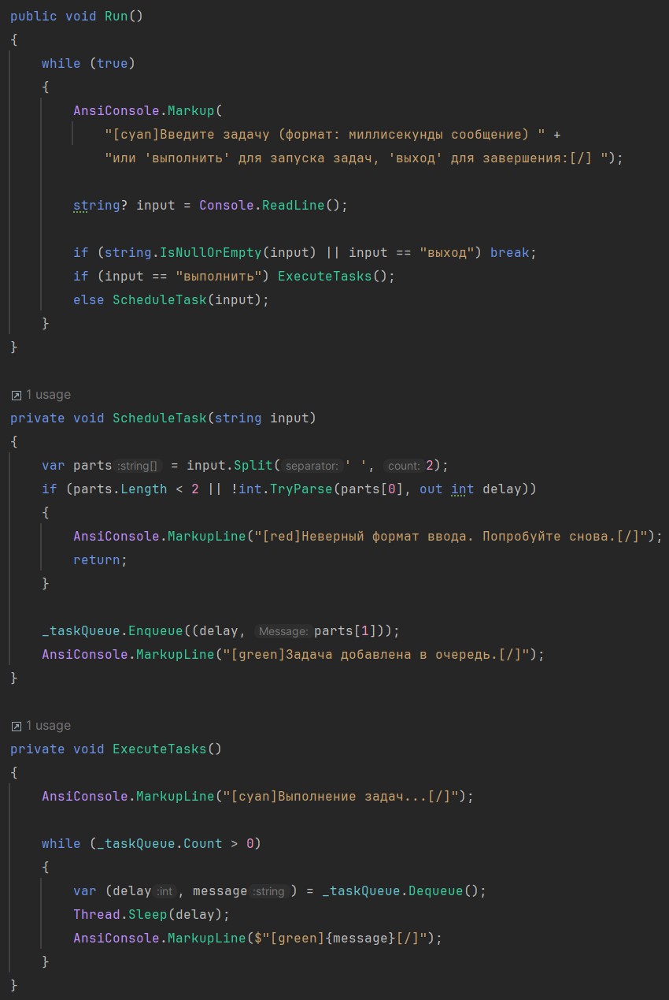 public void Run()
{
    while (true)
    {
        AnsiConsole.Markup(
            "[cyan]Введите задачу (формат: миллисекунды сообщение) " +
            "или 'выполнить' для запуска задач, 'выход' для завершения:[/] ");
        string? input = Console.ReadLine();
        if (string.IsNullOrEmpty(input) || input == "выход") break;
        if (input == "выполнить") ExecuteTasks();
        else ScheduleTask(input);
    }
}
1 usage
private void ScheduleTask(string input)
{
    var parts :string[] = input.Split( separator: ' ', count: 2);
    if (parts.Length < 2 || !int.TryParse(parts[0], out int delay))
    {
        AnsiConsole.MarkupLine("[red]Неверный формат ввода. Попробуйте снова.[/]");
        return;
    }
    _taskQueue.Enqueue((delay, Message: parts[1]));
    AnsiConsole.MarkupLine("[green]Задача добавлена в очередь.[/]");
}
1 usage
private void ExecuteTasks()
{
    AnsiConsole.MarkupLine("[cyan]Выполнение задач...[/]");
    while (_taskQueue.Count > 0)
    {
        var (delay :int , message :string ) = _taskQueue.Dequeue();
        Thread.Sleep(delay);
        AnsiConsole.MarkupLine($"[green]{message}[/]");
    }
}